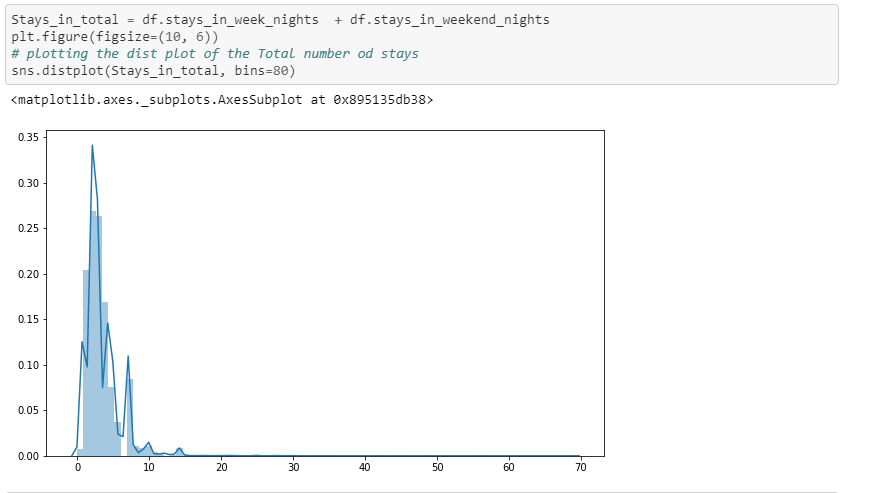 Stays_in_total = df.stays_in_week_nights  + df.stays_in_weekend_nights
plt.figure(figsize=(10, 6))
# plotting the dist plot of the Total number od stays
sns.distplot(Stays_in_total, bins=80)
<matplotlib.axes._subplots.AxesSubplot at 0x895135db38>
0.35
0.30
0.25
0.20
0.15
0.10
0.05
0.00
0 10 20 30 40 50 60 70